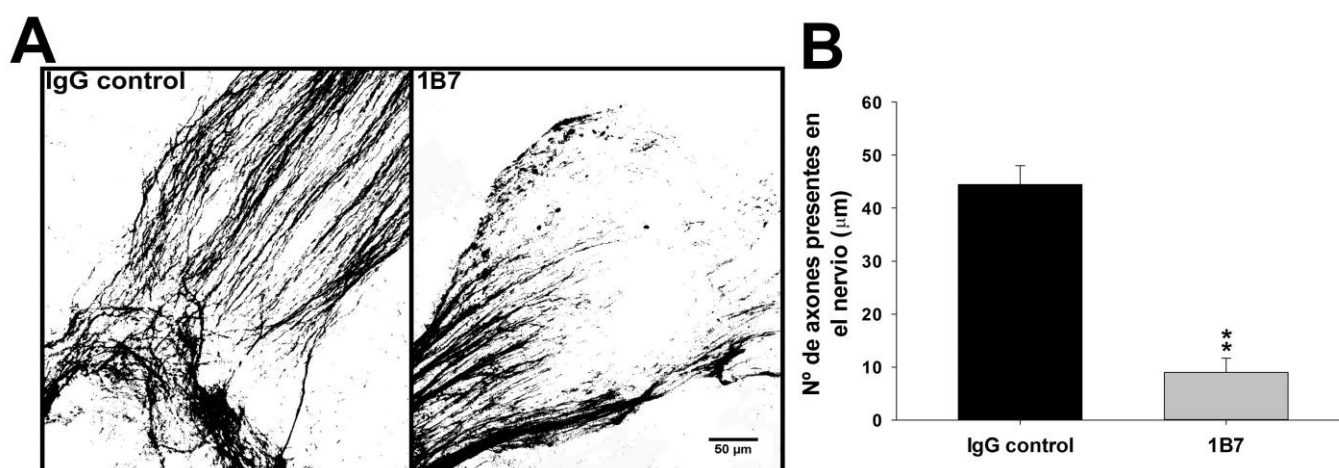 A
IgG control
1B7
50 µm
B
Nº de axones presentes en
el nervio (µm)
60
50
40
30
20
10
0
**
IgG control
1B7